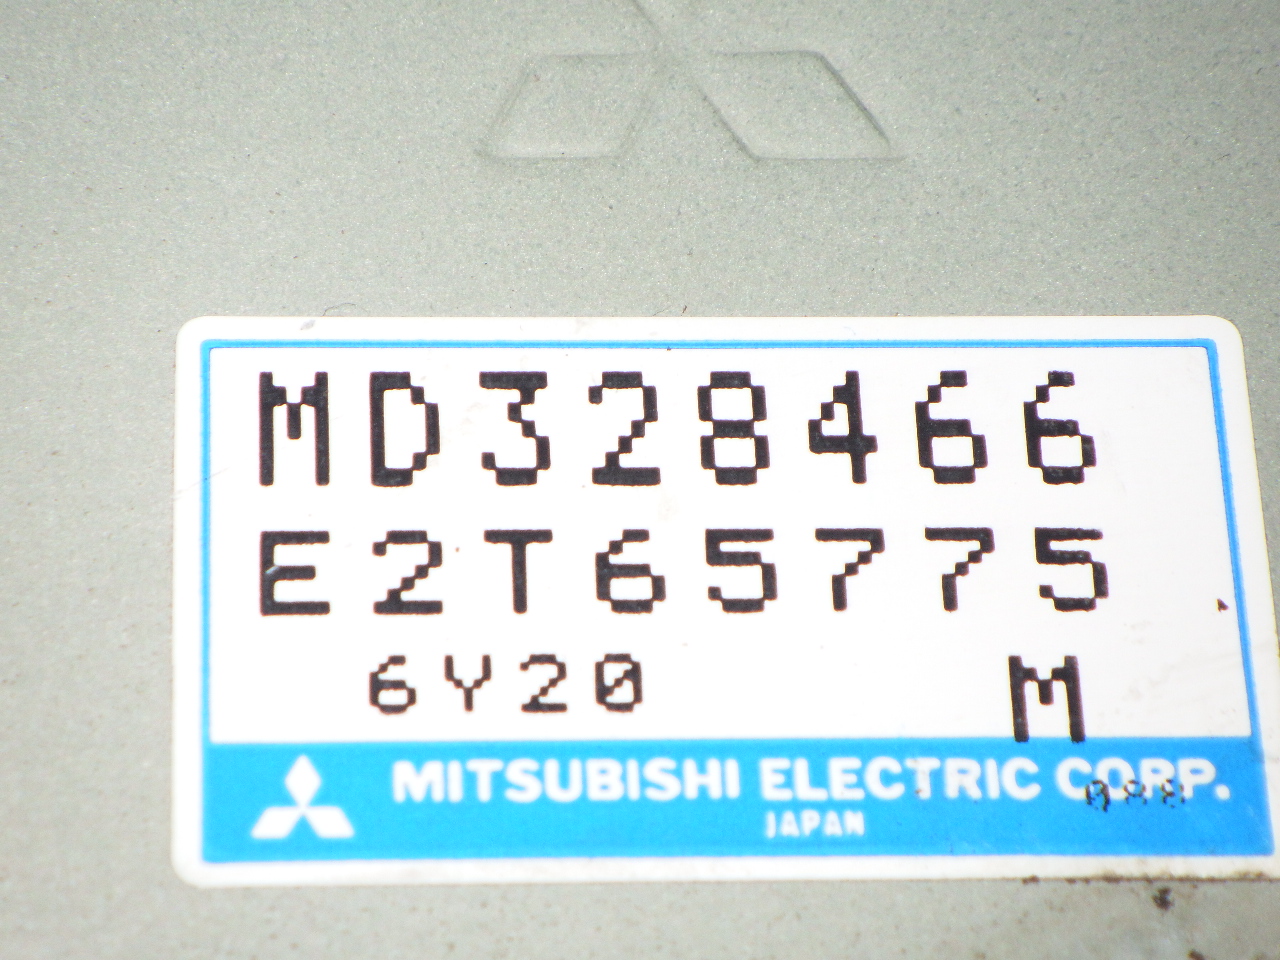 MD328466
E2T65775
6Y20 M
MITSUBISHI ELECTRIC CORP.
JAPAN